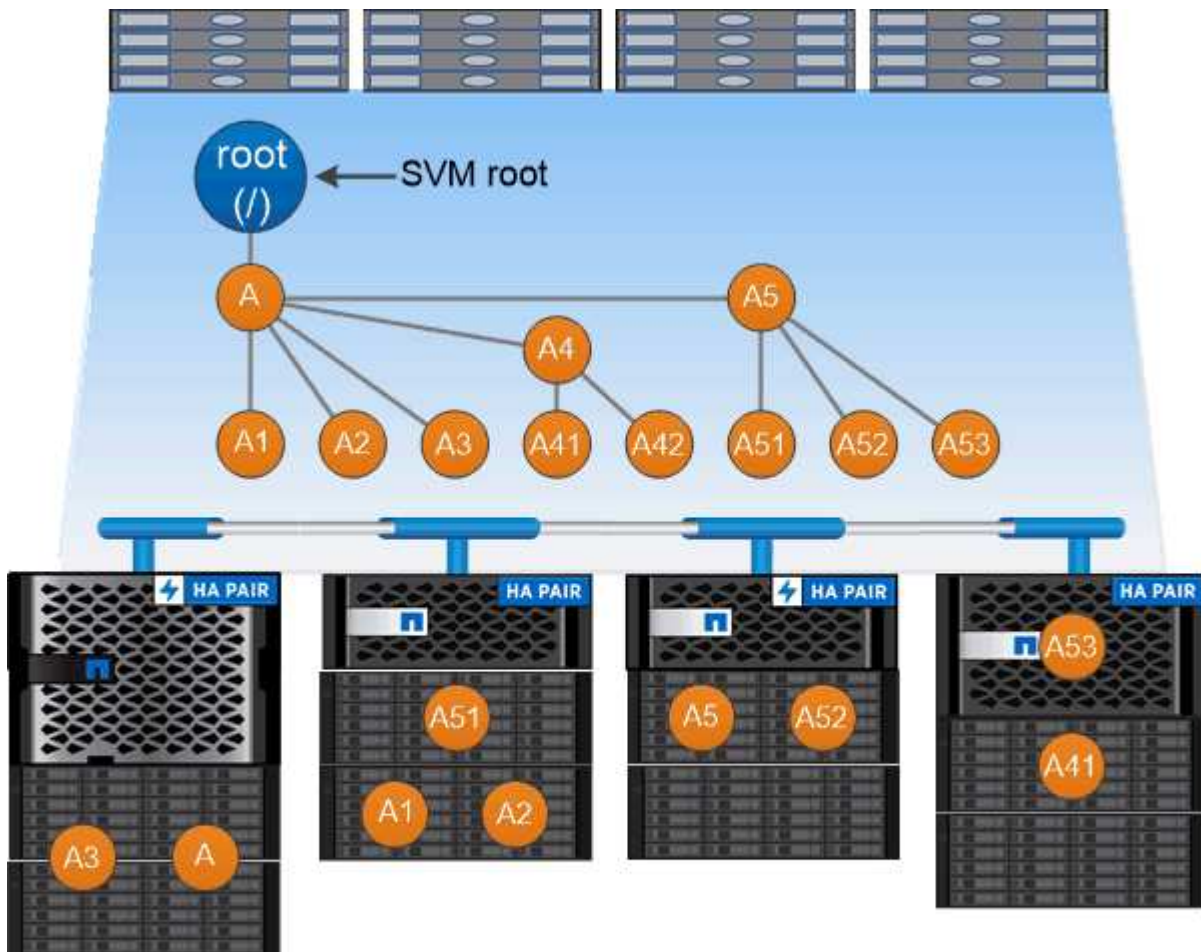 root
(/)
SVM root
A
A5
A4
A1
A2
A3
A41
A42
A51
A52
A53
HA PAIR
HA PAIR
HA PAIR
HA PAIR
A53
A51
A5
A52
A41
A1
A2
A3
A